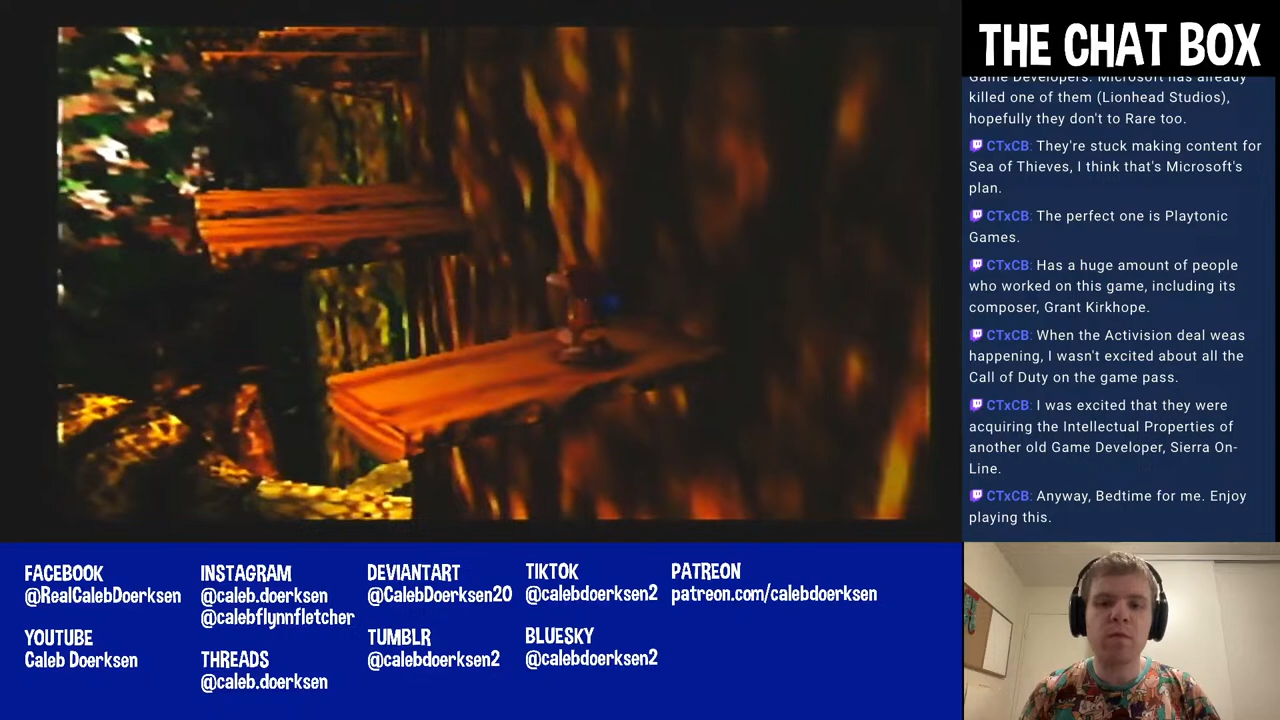 THE CHAT BOX
Game Developers. Microsoft has already
killed one of them (Lionhead Studios),
hopefully they don't to Rare too.
CTxCB: They're stuck making content for
Sea of Thieves, I think that's Microsoft's
plan.
CTxCB: The perfect one is Playtonic
Games.
CTxCB: Has a huge amount of people
who worked on this game, including its
composer, Grant Kirkhope.
CTxCB: When the Activision deal weas
happening, I wasn't excited about all the
Call of Duty on the game pass.
CTxCB: I was excited that they were
acquiring the Intellectual Properties of
another old Game Developer, Sierra On-
Line.
CTxCB: Anyway, Bedtime for me. Enjoy
playing this.
FACEBOOK
@RealCalebDoerksen
YOUTUBE
Caleb Doerksen
INSTAGRAM
@caleb.doerksen
@calebflynnfletcher
THREADS
@caleb.doerksen
DEVIANTART
@CalebDoerksen20
TUMBLR
@calebdoerksen2
TIKTOK
@calebdoerksen2
BLUESKY
@calebdoerksen2
PATREON
patreon.com/calebdoerksen